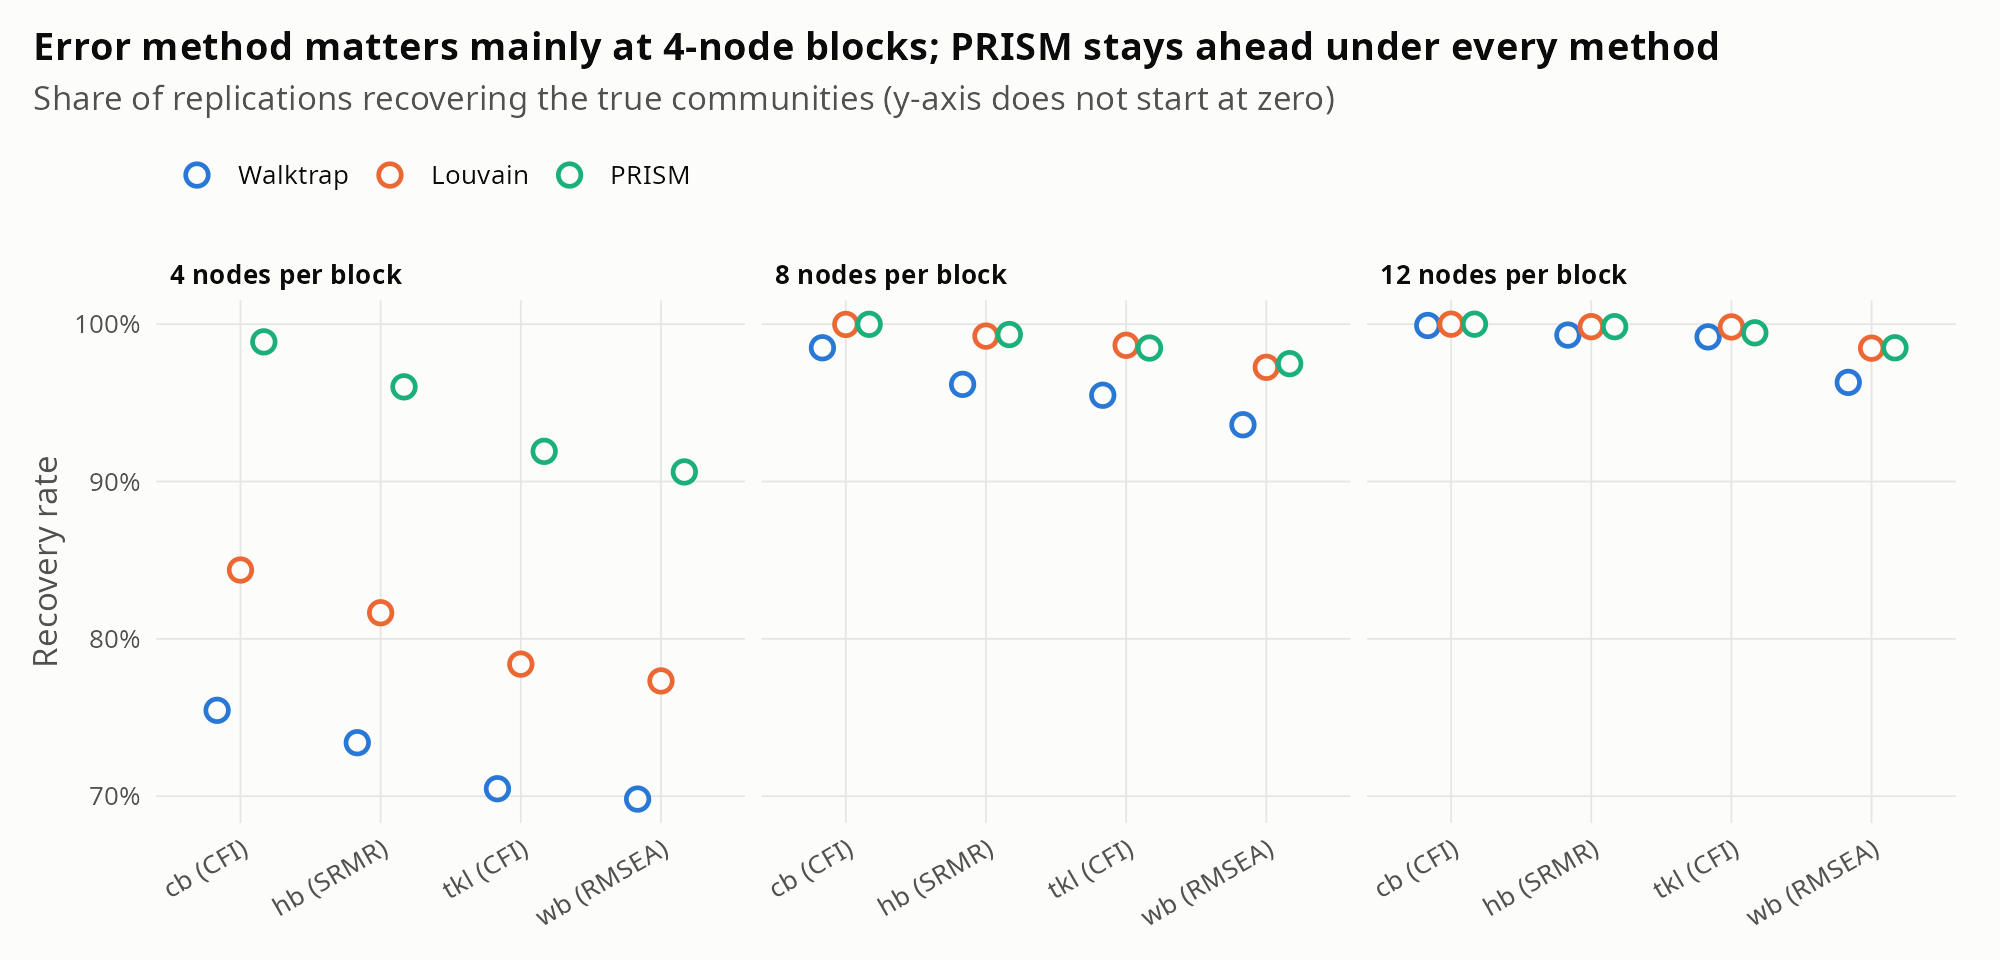 Error method matters mainly at 4-node blocks; PRISM stays ahead under every method
Share of replications recovering the true communities (y-axis does not start at zero)
Walktrap Louvain PRISM
4 nodes per block
8 nodes per block
12 nodes per block
Recovery rate
100%
90%
80%
70%
cb (CFI)
hb (SRMR)
tkl (CFI)
wb (RMSEA)
cb (CFI)
hb (SRMR)
tkl (CFI)
wb (RMSEA)
cb (CFI)
hb (SRMR)
tkl (CFI)
wb (RMSEA)